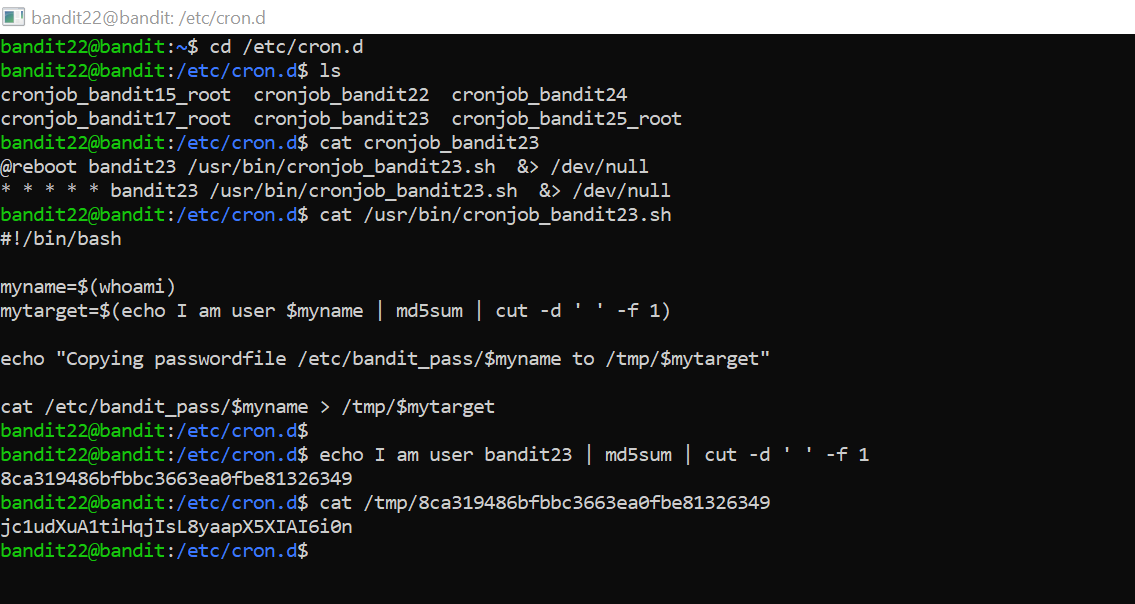 bandit22@bandit: /etc/cron.d
bandit22@bandit:~$ cd /etc/cron.d
bandit22@bandit:/etc/cron.d$ ls
cronjob_bandit15_root  cronjob_bandit22  cronjob_bandit24
cronjob_bandit17_root  cronjob_bandit23  cronjob_bandit25_root
bandit22@bandit:/etc/cron.d$ cat cronjob_bandit23
@reboot bandit23 /usr/bin/cronjob_bandit23.sh  &> /dev/null
* * * * * bandit23 /usr/bin/cronjob_bandit23.sh  &> /dev/null
bandit22@bandit:/etc/cron.d$ cat /usr/bin/cronjob_bandit23.sh
#!/bin/bash

myname=$(whoami)
mytarget=$(echo I am user $myname | md5sum | cut -d ' ' -f 1)

echo "Copying passwordfile /etc/bandit_pass/$myname to /tmp/$mytarget"

cat /etc/bandit_pass/$myname > /tmp/$mytarget
bandit22@bandit:/etc/cron.d$
bandit22@bandit:/etc/cron.d$ echo I am user bandit23 | md5sum | cut -d ' ' -f 1
8ca319486bfbbc3663ea0fbe81326349
bandit22@bandit:/etc/cron.d$ cat /tmp/8ca319486bfbbc3663ea0fbe81326349
jc1udXuA1tiHqjIsL8yaapX5XIAI6i0n
bandit22@bandit:/etc/cron.d$